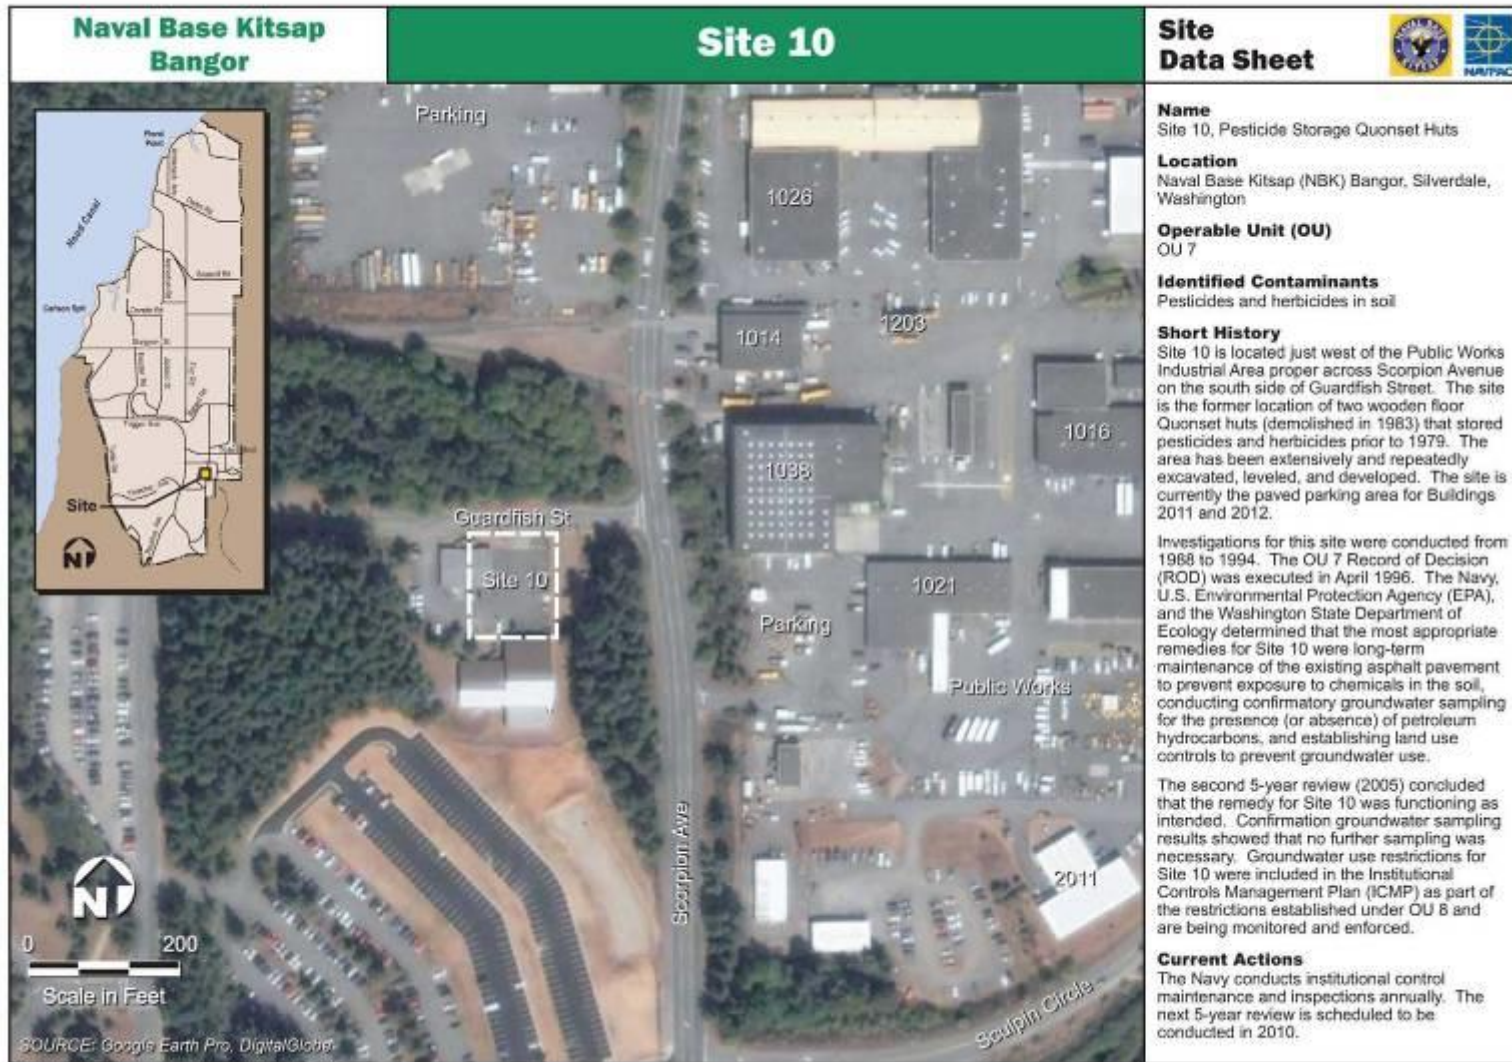 Naval Base Kitsap
Bangor
Site 10
Site
Data Sheet
NAVFAC
Parking
1026
1014
1203
1016
1038
Guardfish St
Site 10
1021
Parking
Public Works
Scorpion Ave
2011
Sculpin Circle
Hood Canal
Site
N
N
0 200
Scale in Feet
SOURCE: Google Earth Pro, DigitalGlobe
Name
Site 10, Pesticide Storage Quonset Huts
Location
Naval Base Kitsap (NBK) Bangor, Silverdale,
Washington
Operable Unit (OU)
OU 7
Identified Contaminants
Pesticides and herbicides in soil
Short History
Site 10 is located just west of the Public Works
Industrial Area proper across Scorpion Avenue
on the south side of Guardfish Street. The site
is the former location of two wooden floor
Quonset huts (demolished in 1983) that stored
pesticides and herbicides prior to 1979. The
area has been extensively and repeatedly
excavated, leveled, and developed. The site is
currently the paved parking area for Buildings
2011 and 2012.
Investigations for this site were conducted from
1988 to 1994. The OU 7 Record of Decision
(ROD) was executed in April 1996. The Navy,
U.S. Environmental Protection Agency (EPA),
and the Washington State Department of
Ecology determined that the most appropriate
remedies for Site 10 were long-term
maintenance of the existing asphalt pavement
to prevent exposure to chemicals in the soil,
conducting confirmatory groundwater sampling
for the presence (or absence) of petroleum
hydrocarbons, and establishing land use
controls to prevent groundwater use.
The second 5-year review (2005) concluded
that the remedy for Site 10 was functioning as
intended. Confirmation groundwater sampling
results showed that no further sampling was
necessary. Groundwater use restrictions for
Site 10 were included in the Institutional
Controls Management Plan (ICMP) as part of
the restrictions established under OU 8 and
are being monitored and enforced.
Current Actions
The Navy conducts institutional control
maintenance and inspections annually. The
next 5-year review is scheduled to be
conducted in 2010.